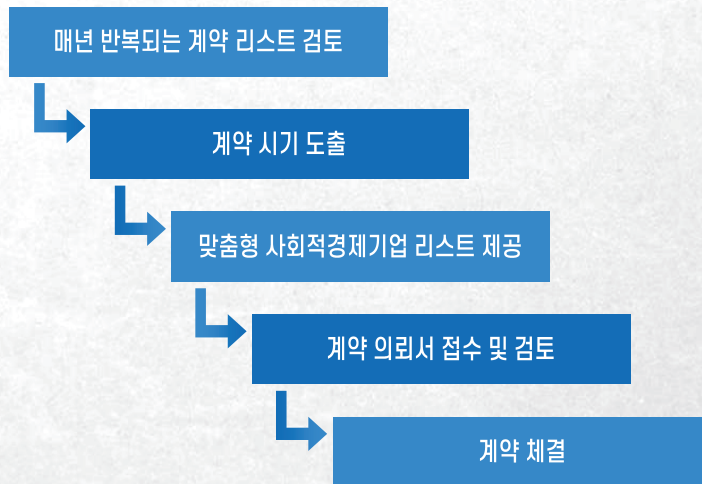 매년 반복되는 계약 리스트 검토
계약 시기 도출
맞춤형 사회적경제기업 리스트 제공
계약 의뢰서 접수 및 검토
계약 체결